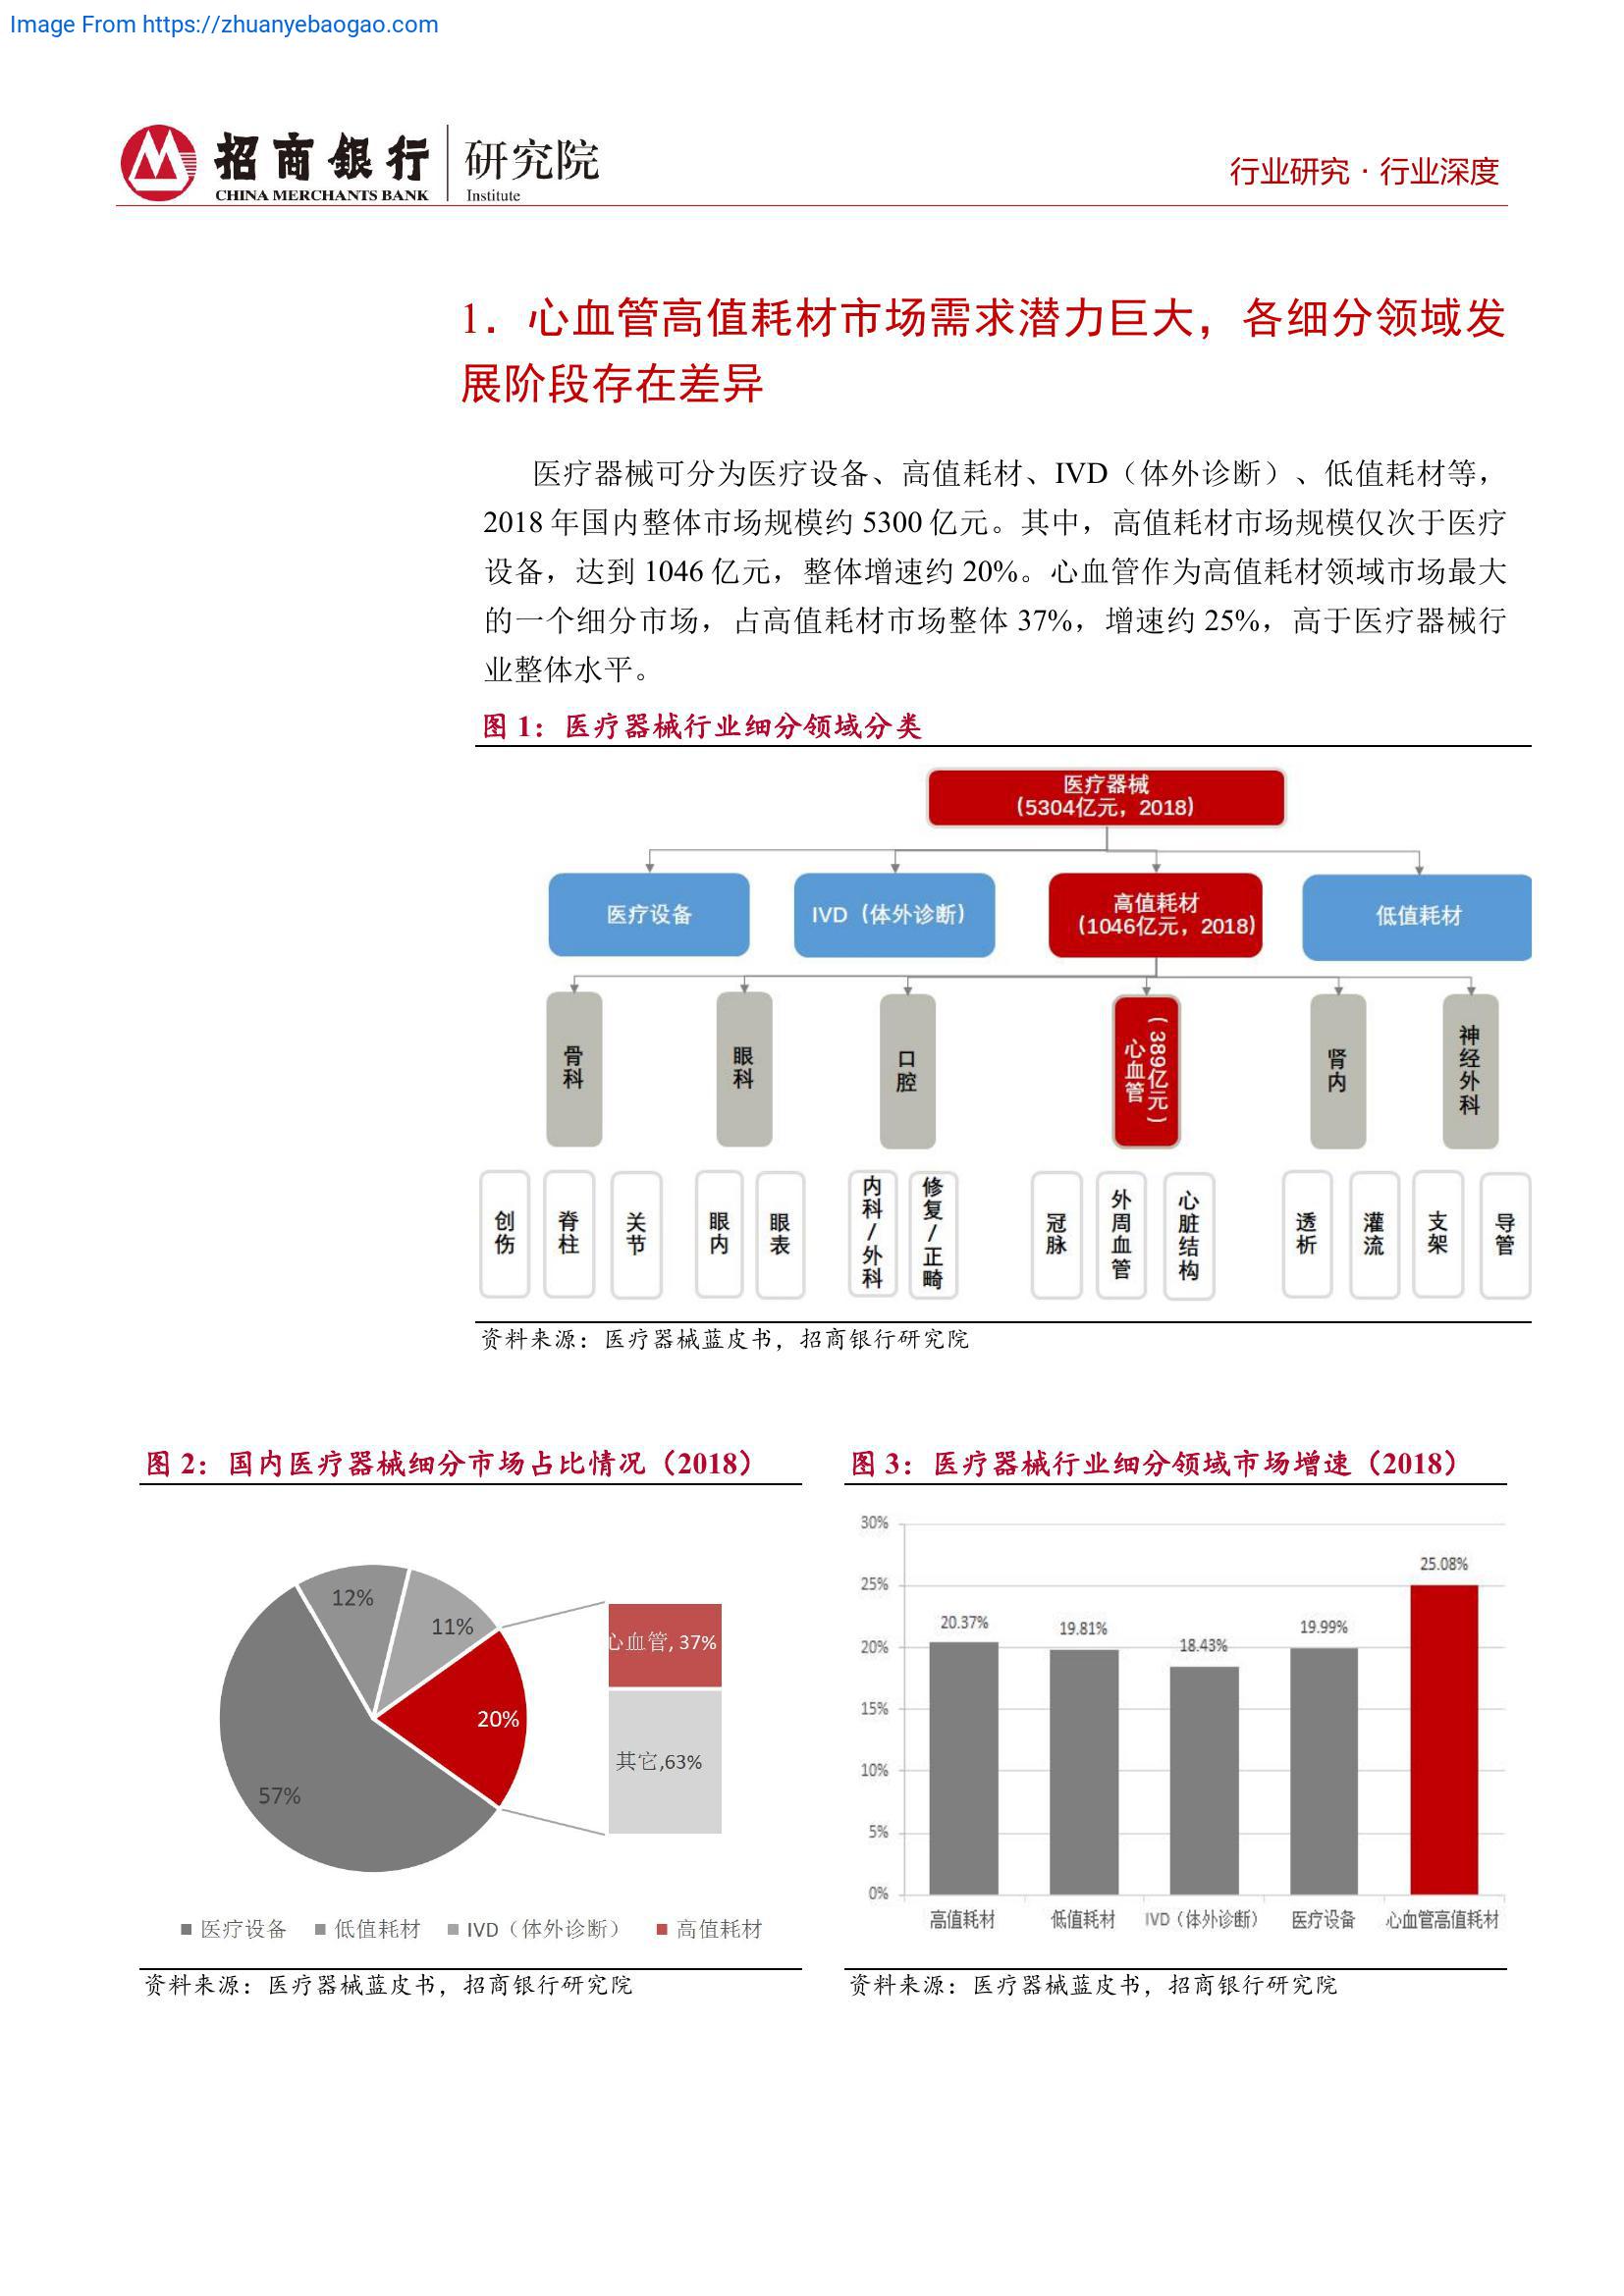 Image From https://zhuanyebaogao.com
招商银行
CHINA MERCHANTS BANK
研究院
Institute
行业研究·行业深度
1. 心血管高值耗材市场需求潜力巨大，各细分领域发
展阶段存在差异
医疗器械可分为医疗设备、高值耗材、IVD（体外诊断）、低值耗材等，
2018 年国内整体市场规模约 5300 亿元。其中，高值耗材市场规模仅次于医疗
设备，达到 1046 亿元，整体增速约 20%。心血管作为高值耗材领域市场最大
的一个细分市场，占高值耗材市场整体 37%，增速约 25%，高于医疗器械行
业整体水平。
图 1：医疗器械行业细分领域分类
医疗器械
(5304亿元，2018)
医疗设备
IVD（体外诊断）
高值耗材
(1046亿元，2018)
低值耗材
骨科
眼科
口腔
心血管
(389亿元)
肾内
神经外科
创伤
脊柱
关节
眼内
眼表
内科/外科
修复/正畸
冠脉
外周血管
心脏结构
透析
灌流
支架
导管
资料来源：医疗器械蓝皮书，招商银行研究院
图 2：国内医疗器械细分市场占比情况（2018）
12%
11%
20%
57%
心血管, 37%
其它,63%
医疗设备
低值耗材
IVD（体外诊断）
高值耗材
资料来源：医疗器械蓝皮书，招商银行研究院
图 3：医疗器械行业细分领域市场增速（2018）
30%
25%
20%
15%
10%
5%
0%
20.37%
19.81%
18.43%
19.99%
25.08%
高值耗材
低值耗材
IVD（体外诊断）
医疗设备
心血管高值耗材
资料来源：医疗器械蓝皮书，招商银行研究院